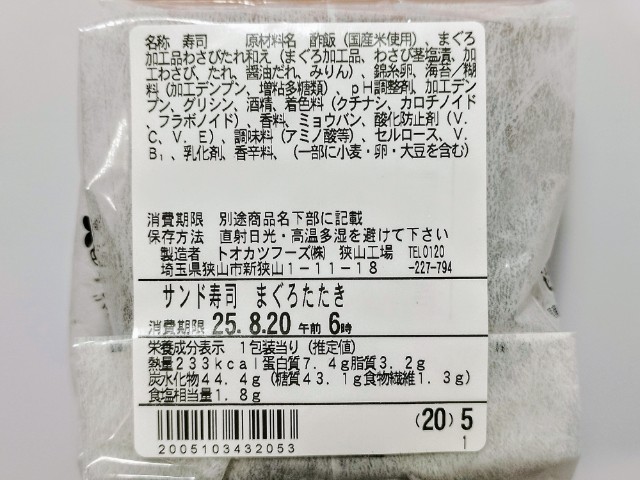 名称　寿司　　原材料名　酢飯（国産米使用）、まぐろ
加工品わさびたれ和え（まぐろ加工品、わさび茎塩漬、加
工わさび、たれ、醤油だれ、みりん）、錦糸卵、海苔／糊
料（加工デンプン、増粘多糖類）、ｐＨ調整剤、加工デン
プン、グリシン、酒精、着色料（クチナシ、カロチノイド
、フラボノイド）、香料、ミョウバン、酸化防止剤（Ｖ．
Ｃ、Ｖ．Ｅ）、調味料（アミノ酸等）、セルロース、Ｖ．
Ｂ₁、乳化剤、香辛料、（一部に小麦・卵・大豆を含む）
消費期限　別途商品名下部に記載
保存方法　直射日光・高温多湿を避けて下さい
製造者　トオカツフーズ㈱　狭山工場　TEL0120
埼玉県狭山市新狭山１－１１－１８　-227-794
サンド寿司　まぐろたたき
消費期限 25. 8.20 午前 6時
栄養成分表示　１包装当り（推定値）
熱量２３３ｋｃａｌ蛋白質７．４ｇ脂質３．２ｇ
炭水化物４４．４ｇ（糖質４３．１ｇ食物繊維１．３ｇ）
食塩相当量１．８ｇ
(20) 5
2005103432053
1